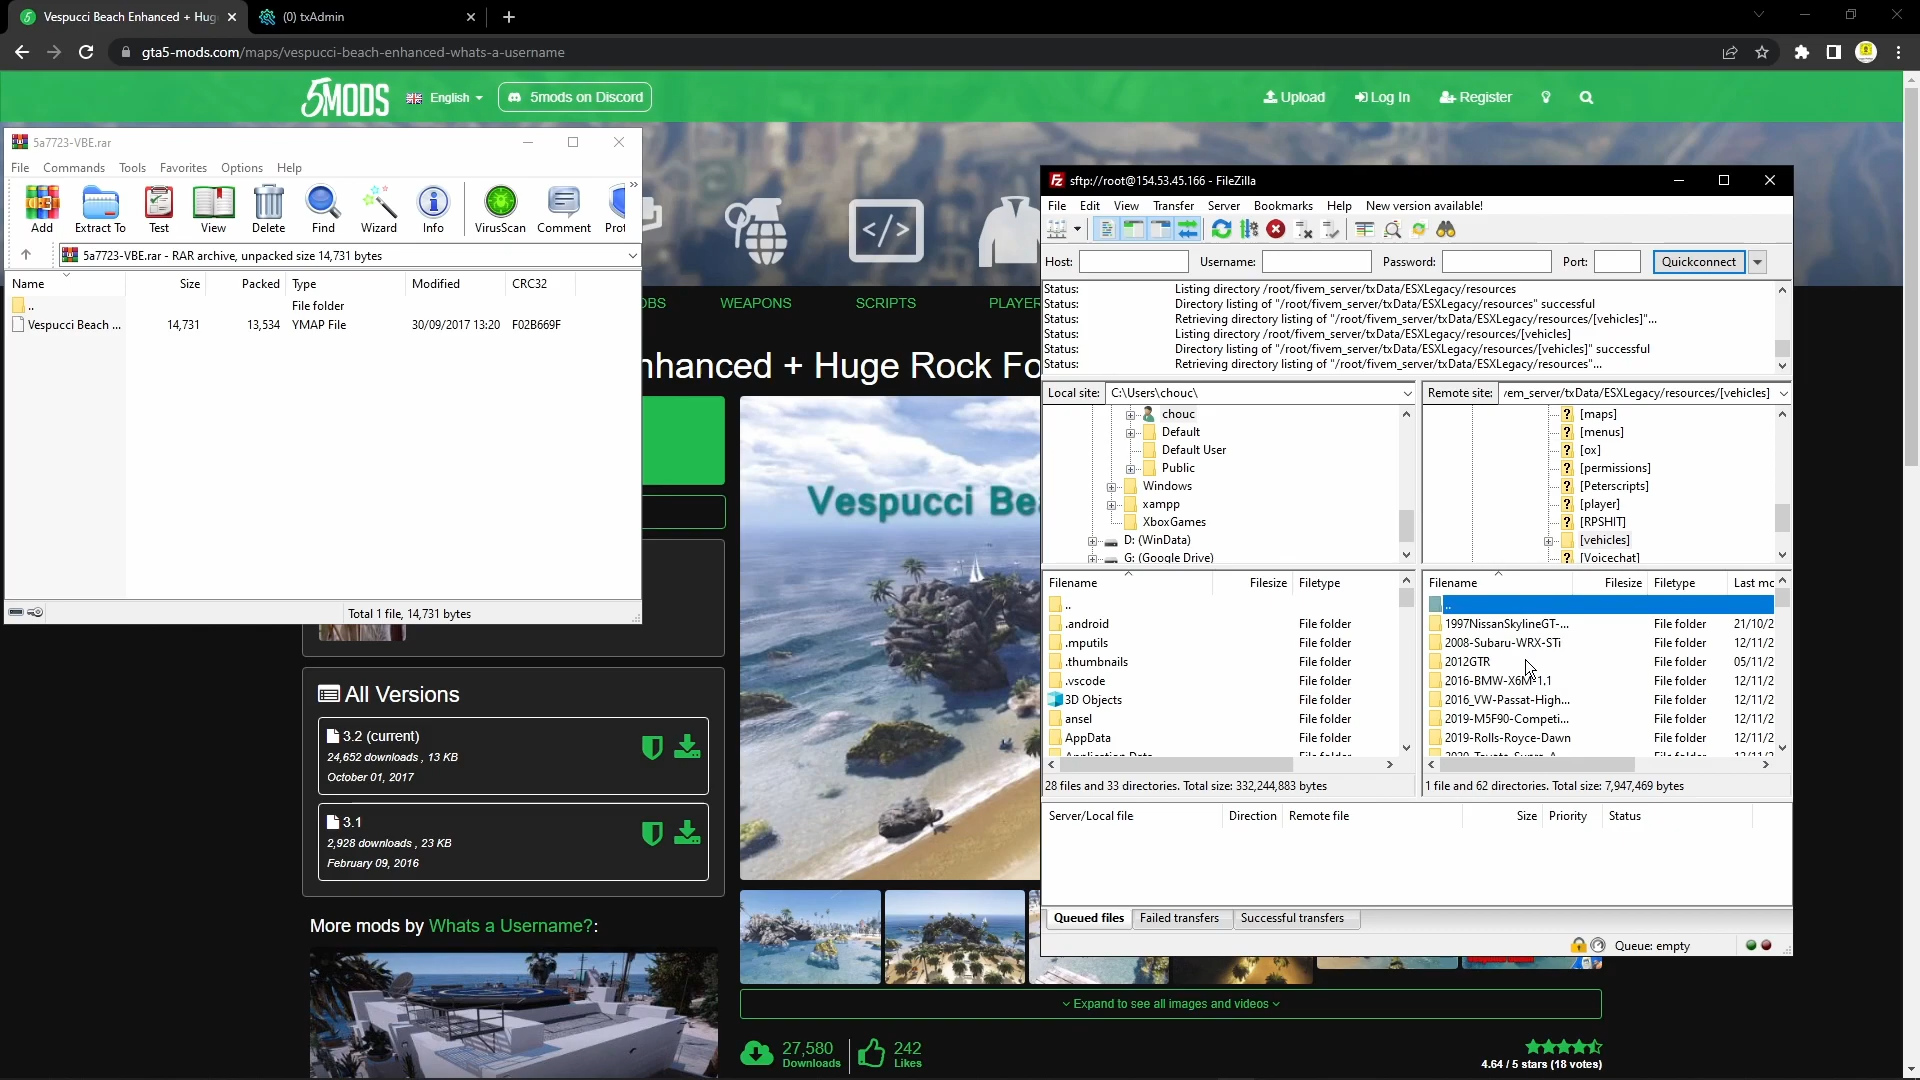 Vespucci Beach Enhanced + Hug
(0) txAdmin
gta5-mods.com/maps/vespucci-beach-enhanced-whats-a-username
5MODS
English
5mods on Discord
Upload
Log In
Register
5a7723-VBE.rar
File Commands Tools Favorites Options Help
Add Extract To Test View Delete Find Wizard Info VirusScan Comment Prot
5a7723-VBE.rar - RAR archive, unpacked size 14,731 bytes
Name Size Packed Type Modified CRC32
.. File folder
Vespucci Beach ... 14,731 13,534 YMAP File 30/09/2017 13:20 F02B669F
Total 1 file, 14,731 bytes
OBS WEAPONS SCRIPTS PLAYER
nhanced + Huge Rock Fo
Vespucci Bea
All Versions
3.2 (current)
24,652 downloads , 13 KB
October 01, 2017
3.1
2,928 downloads , 23 KB
February 09, 2016
More mods by Whats a Username?:
Expand to see all images and videos
27,580
Downloads
242
Likes
4.64 / 5 stars (18 votes)
sftp://root@154.53.45.166 - FileZilla
File Edit View Transfer Server Bookmarks Help New version available!
Host: Username: Password: Port: Quickconnect
Status: Listing directory /root/fivem_server/txData/ESXLegacy/resources
Status: Directory listing of "/root/fivem_server/txData/ESXLegacy/resources" successful
Status: Retrieving directory listing of "/root/fivem_server/txData/ESXLegacy/resources/[vehicles]"...
Status: Listing directory /root/fivem_server/txData/ESXLegacy/resources/[vehicles]
Status: Directory listing of "/root/fivem_server/txData/ESXLegacy/resources/[vehicles]" successful
Status: Retrieving directory listing of "/root/fivem_server/txData/ESXLegacy/resources"...
Local site: C:\Users\chouc\
chouc
Default
Default User
Public
Windows
xampp
XboxGames
D: (WinData)
G: (Google Drive)
Remote site: /em_server/txData/ESXLegacy/resources/[vehicles]
[maps]
[menus]
[ox]
[permissions]
[Peterscripts]
[player]
[RPSHIT]
[vehicles]
[Voicechat]
Filename Filesize Filetype
..
.android File folder
.mputils File folder
.thumbnails File folder
.vscode File folder
3D Objects File folder
ansel File folder
AppData File folder
28 files and 33 directories. Total size: 332,244,883 bytes
Filename Filesize Filetype Last mo
..
1997NissanSkylineGT-... File folder 21/10/2
2008-Subaru-WRX-STi File folder 12/11/2
2012GTR File folder 05/11/2
2016-BMW-X6M-1.1 File folder 12/11/2
2016_VW-Passat-High... File folder 12/11/2
2019-M5F90-Competi... File folder 12/11/2
2019-Rolls-Royce-Dawn File folder 12/11/2
1 file and 62 directories. Total size: 7,947,469 bytes
Server/Local file Direction Remote file Size Priority Status
Queued files Failed transfers Successful transfers
Queue: empty